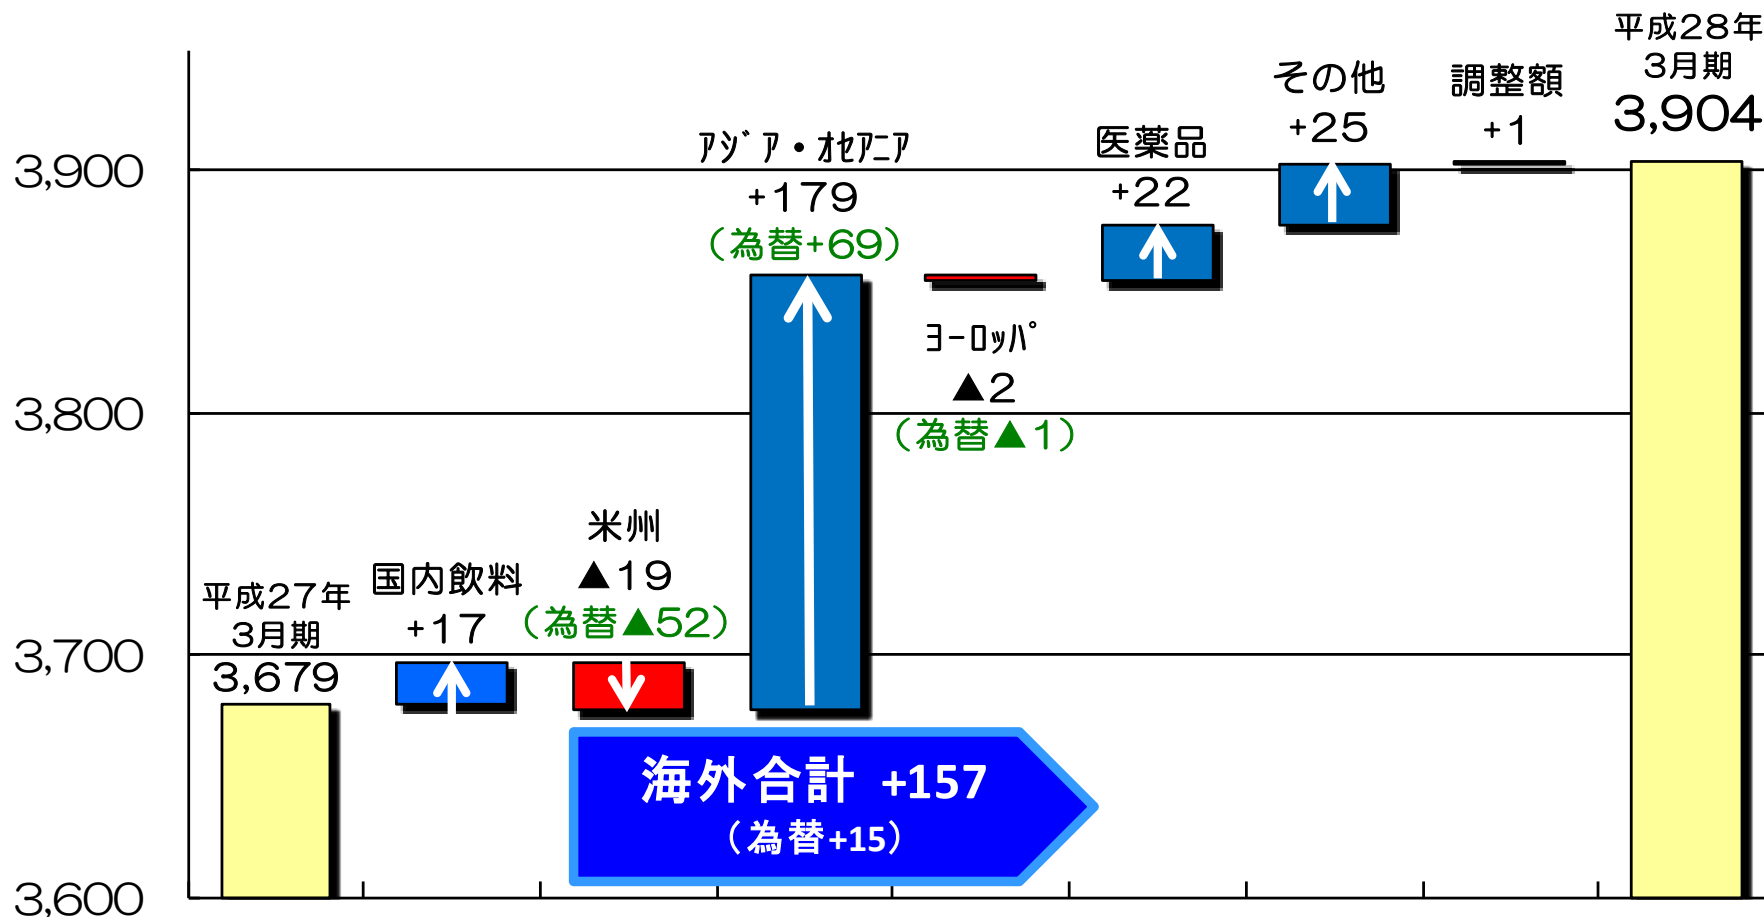 3,900
3,800
3,700
3,600
平成27年
3月期
3,679
国内飲料
+17
米州
▲19
(為替▲52)
ｱｼﾞｱ・ｵｾｱﾆｱ
+179
(為替+69)
ﾖｰﾛｯﾊﾟ
▲2
(為替▲1)
医薬品
+22
その他
+25
調整額
+1
平成28年
3月期
3,904
海外合計 +157
(為替+15)